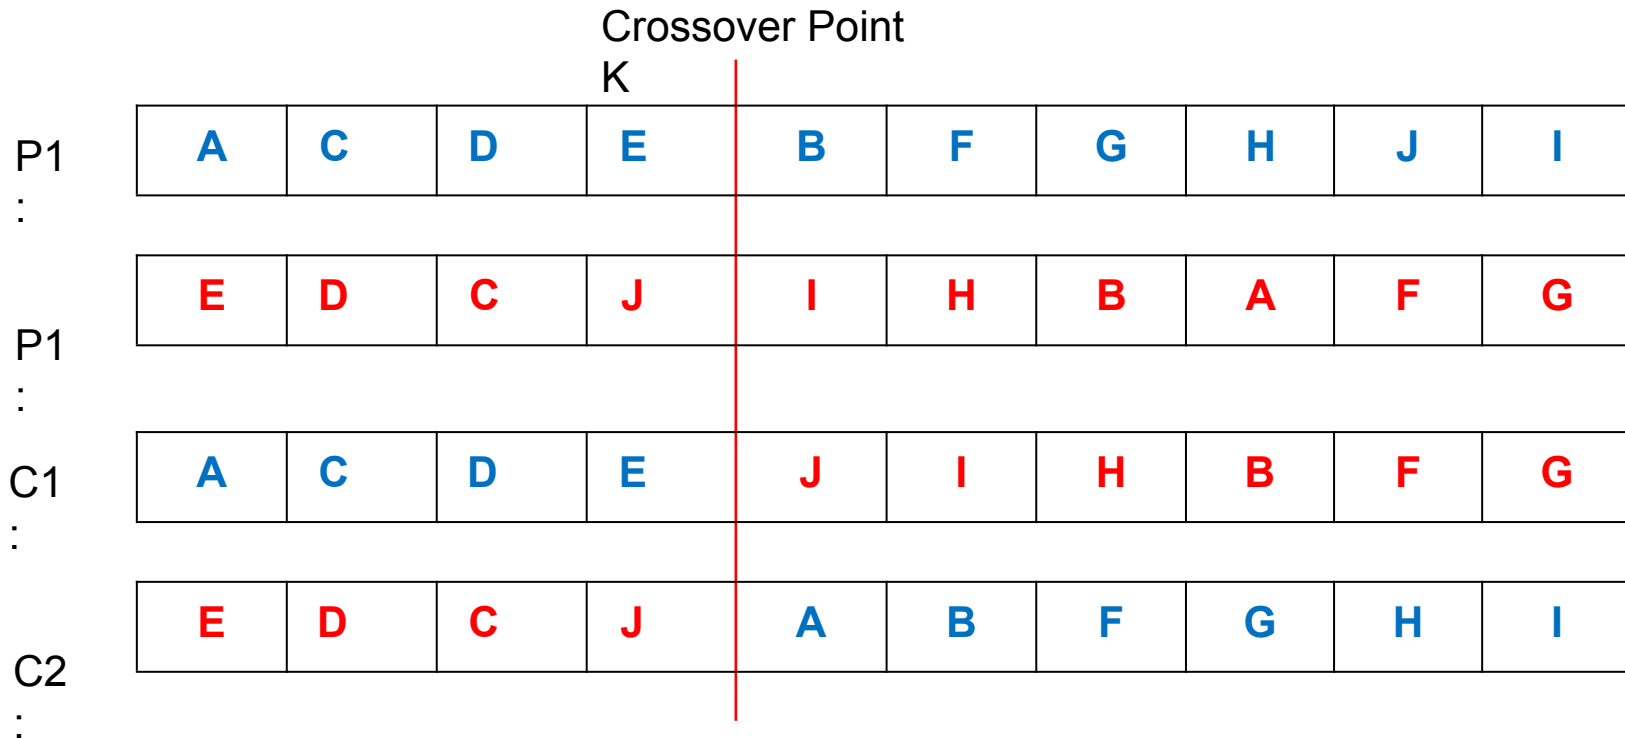 Crossover Point
K
P1
:
A C D E B F G H J I
E D C J I H B A F G
P1
:
C1
:
A C D E J I H B F G
E D C J A B F G H I
C2
: